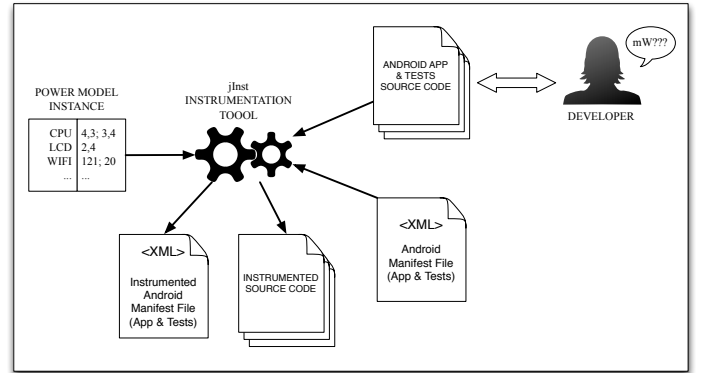 mW???
ANDROID APP
& TESTS
SOURCE CODE
DEVELOPER
jInst
INSTRUMENTATION
TOOOL
POWER MODEL
INSTANCE
CPU 4,3; 3,4
LCD 2,4
WIFI 121; 20
... ...
<XML>
Instrumented
Android
Manifest File
(App & Tests)
INSTRUMENTED
SOURCE CODE
<XML>
Android
Manifest File
(App & Tests)